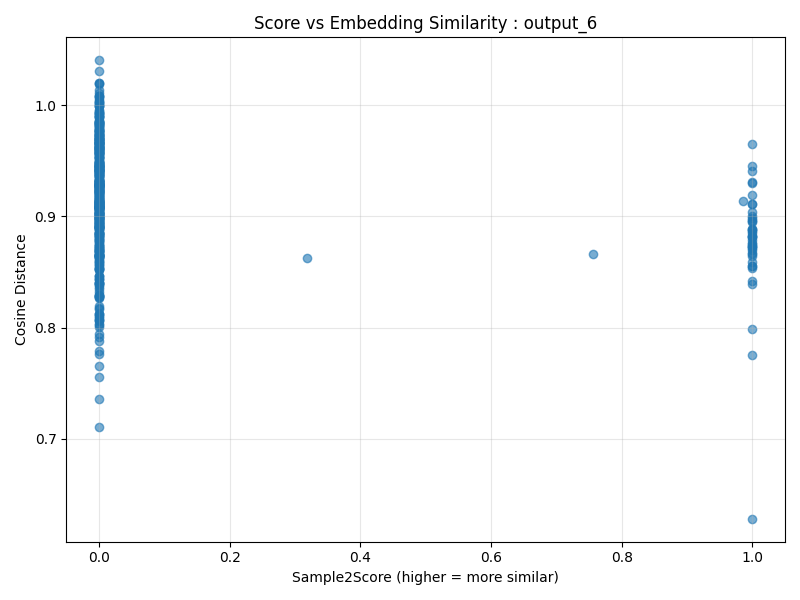 Score vs Embedding Similarity : output_6
Cosine Distance
1.0
0.9
0.8
0.7
0.0 0.2 0.4 0.6 0.8 1.0
Sample2Score (higher = more similar)